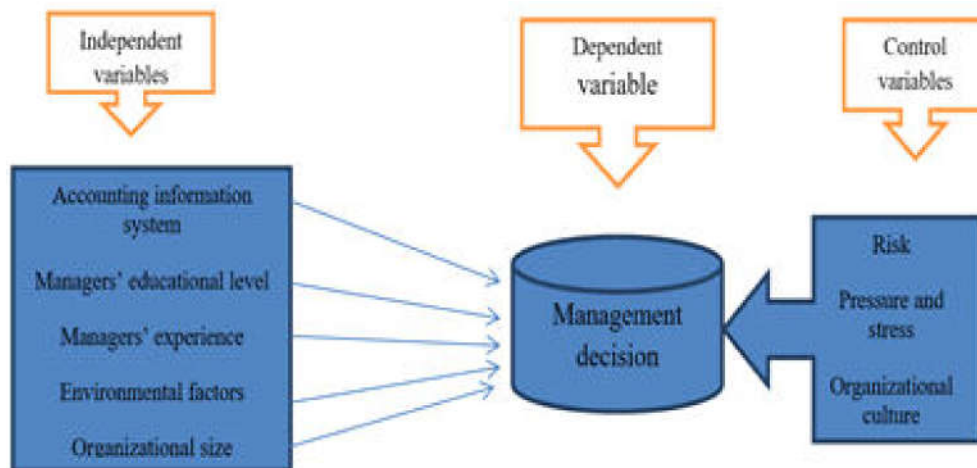 Independent
variables
Dependent
variable
Control
variables
Accounting information
system
Managers’ educational level
Managers’ experience
Environmental factors
Organizational size
Management
decision
Risk
Pressure and
stress
Organizational
culture